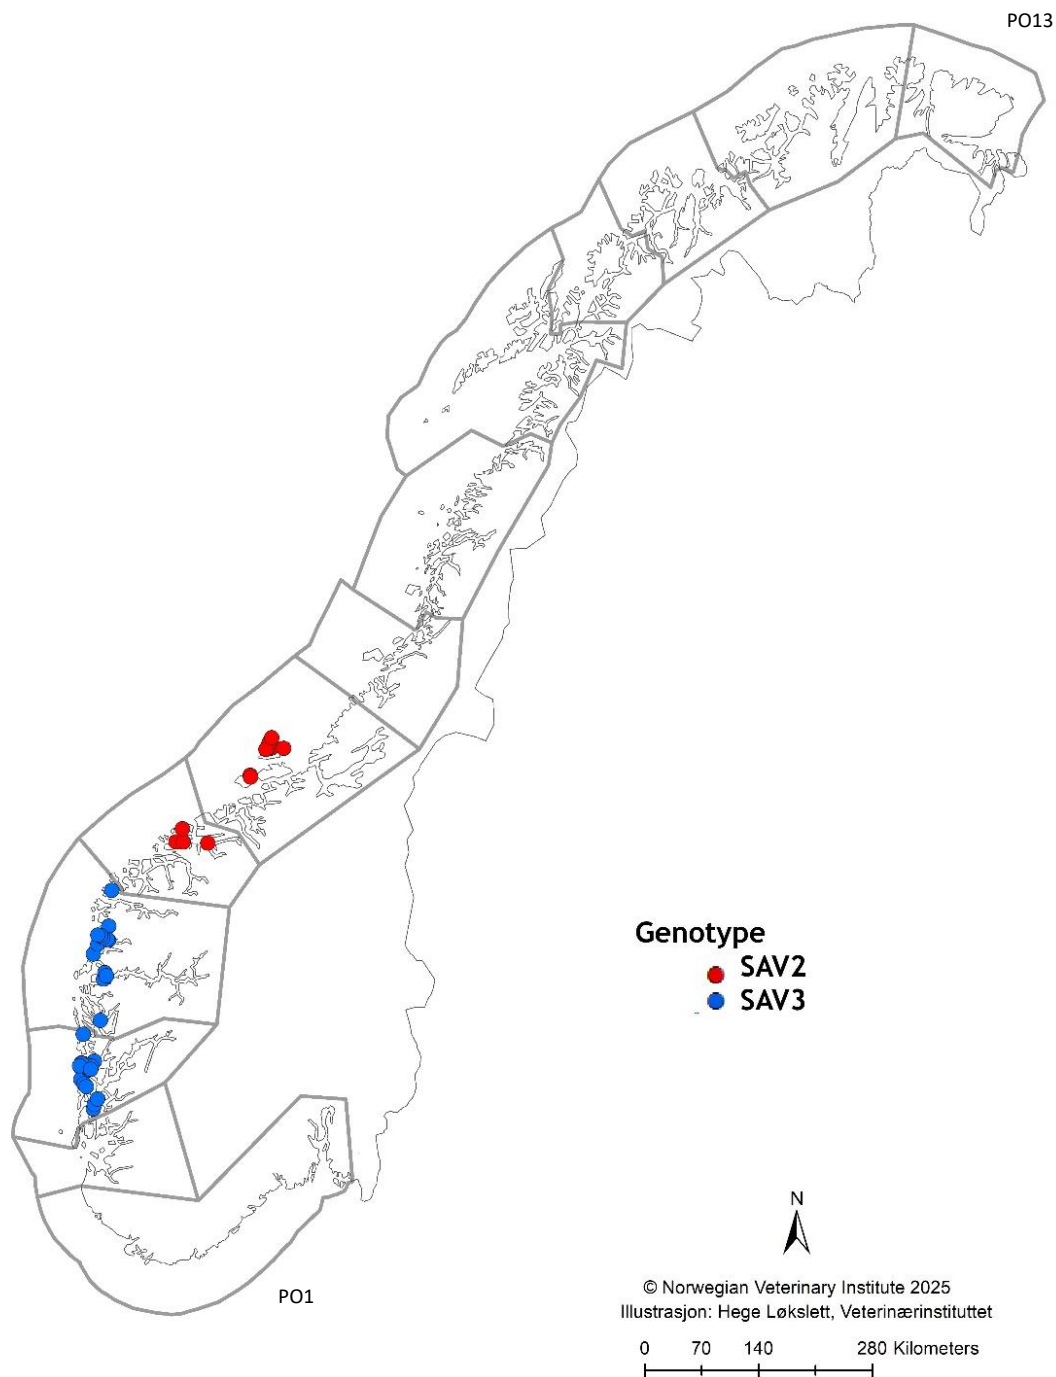 PO13
Genotype
SAV2
SAV3
PO1
N
© Norwegian Veterinary Institute 2025
Illustrasjon: Hege Løkslett, Veterinærinstituttet
0 70 140 280 Kilometers